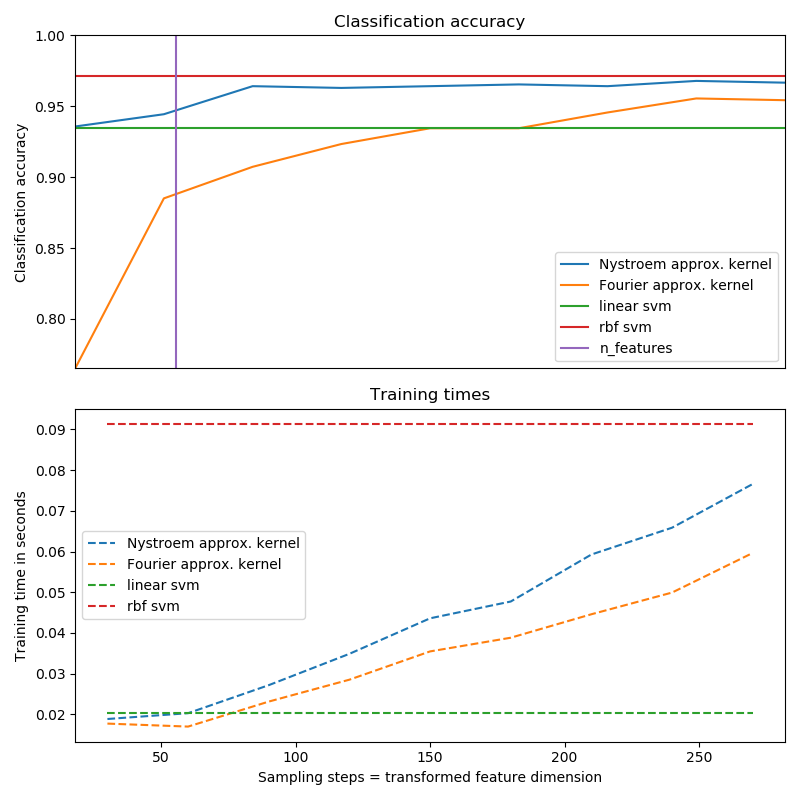 Classification accuracy
1.00
0.95
0.90
0.85
0.80
Classification accuracy
Nystroem approx. kernel
Fourier approx. kernel
linear svm
rbf svm
n_features
Training times
0.09
0.08
0.07
0.06
0.05
0.04
0.03
0.02
Training time in seconds
Nystroem approx. kernel
Fourier approx. kernel
linear svm
rbf svm
50 100 150 200 250
Sampling steps = transformed feature dimension